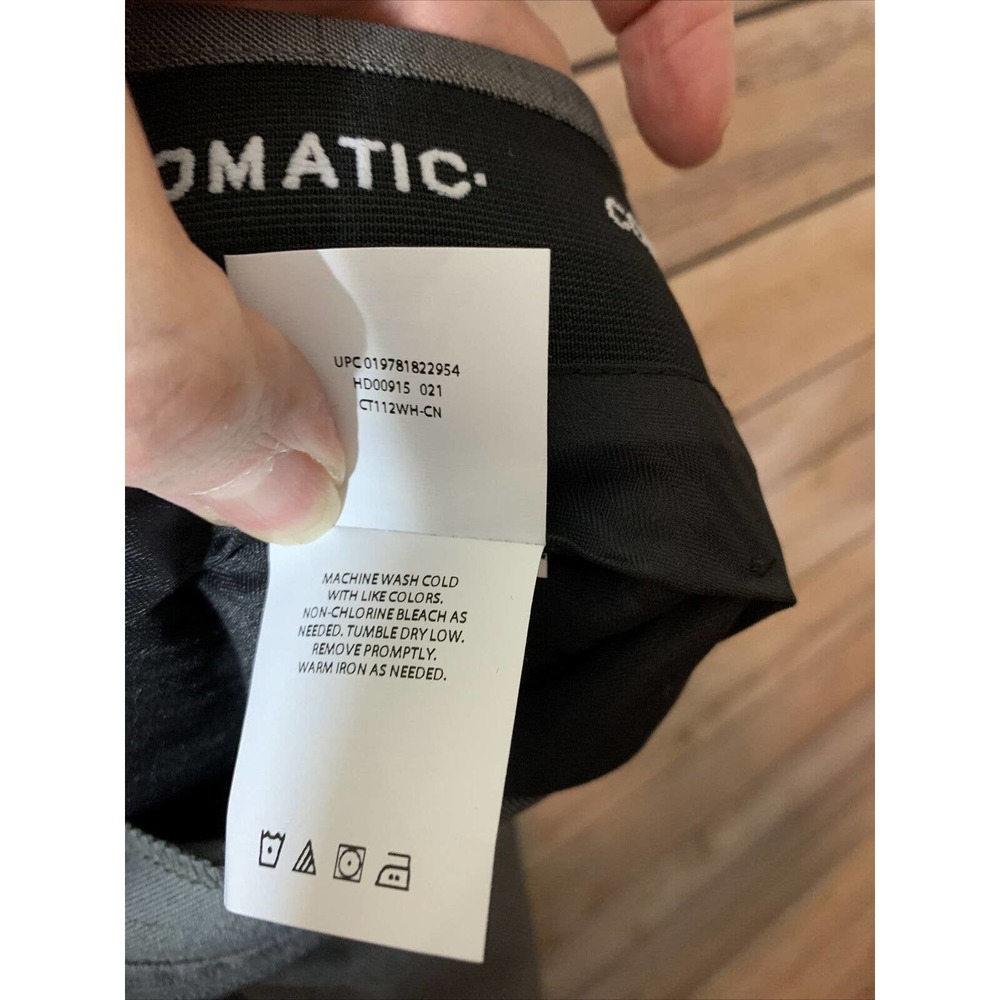 OMATIC.
UPC 019781822954
HD00915 021
CT112WH-CN
MACHINE WASH COLD
WITH LIKE COLORS.
NON-CHLORINE BLEACH AS
NEEDED. TUMBLE DRY LOW.
REMOVE PROMPTLY.
WARM IRON AS NEEDED.